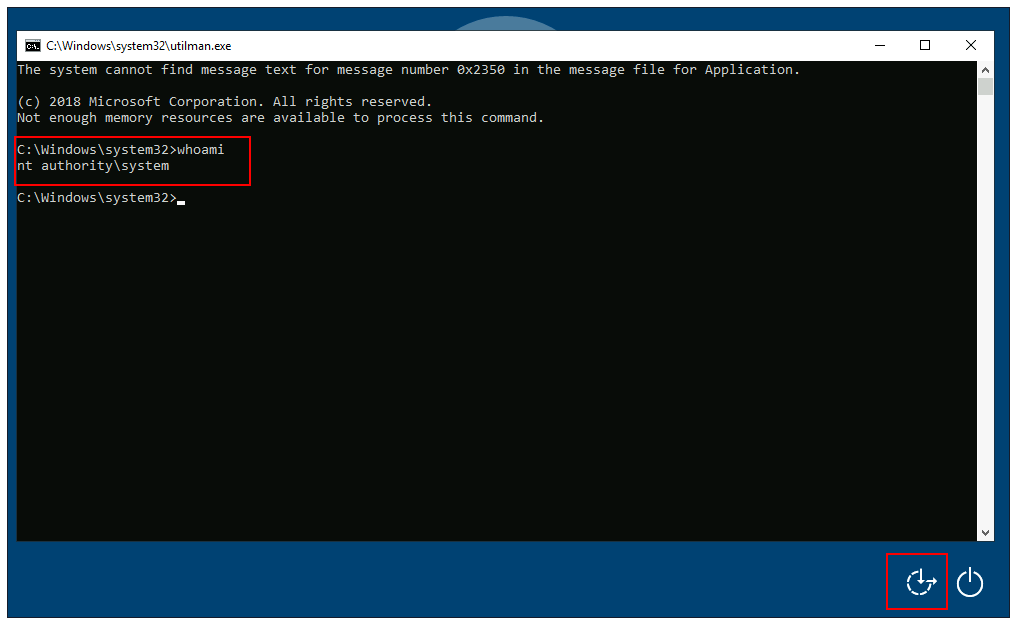 C:\Windows\system32\utilman.exe
The system cannot find message text for message number 0x2350 in the message file for Application.
(c) 2018 Microsoft Corporation. All rights reserved.
Not enough memory resources are available to process this command.
C:\Windows\system32>whoami
nt authority\system
C:\Windows\system32>